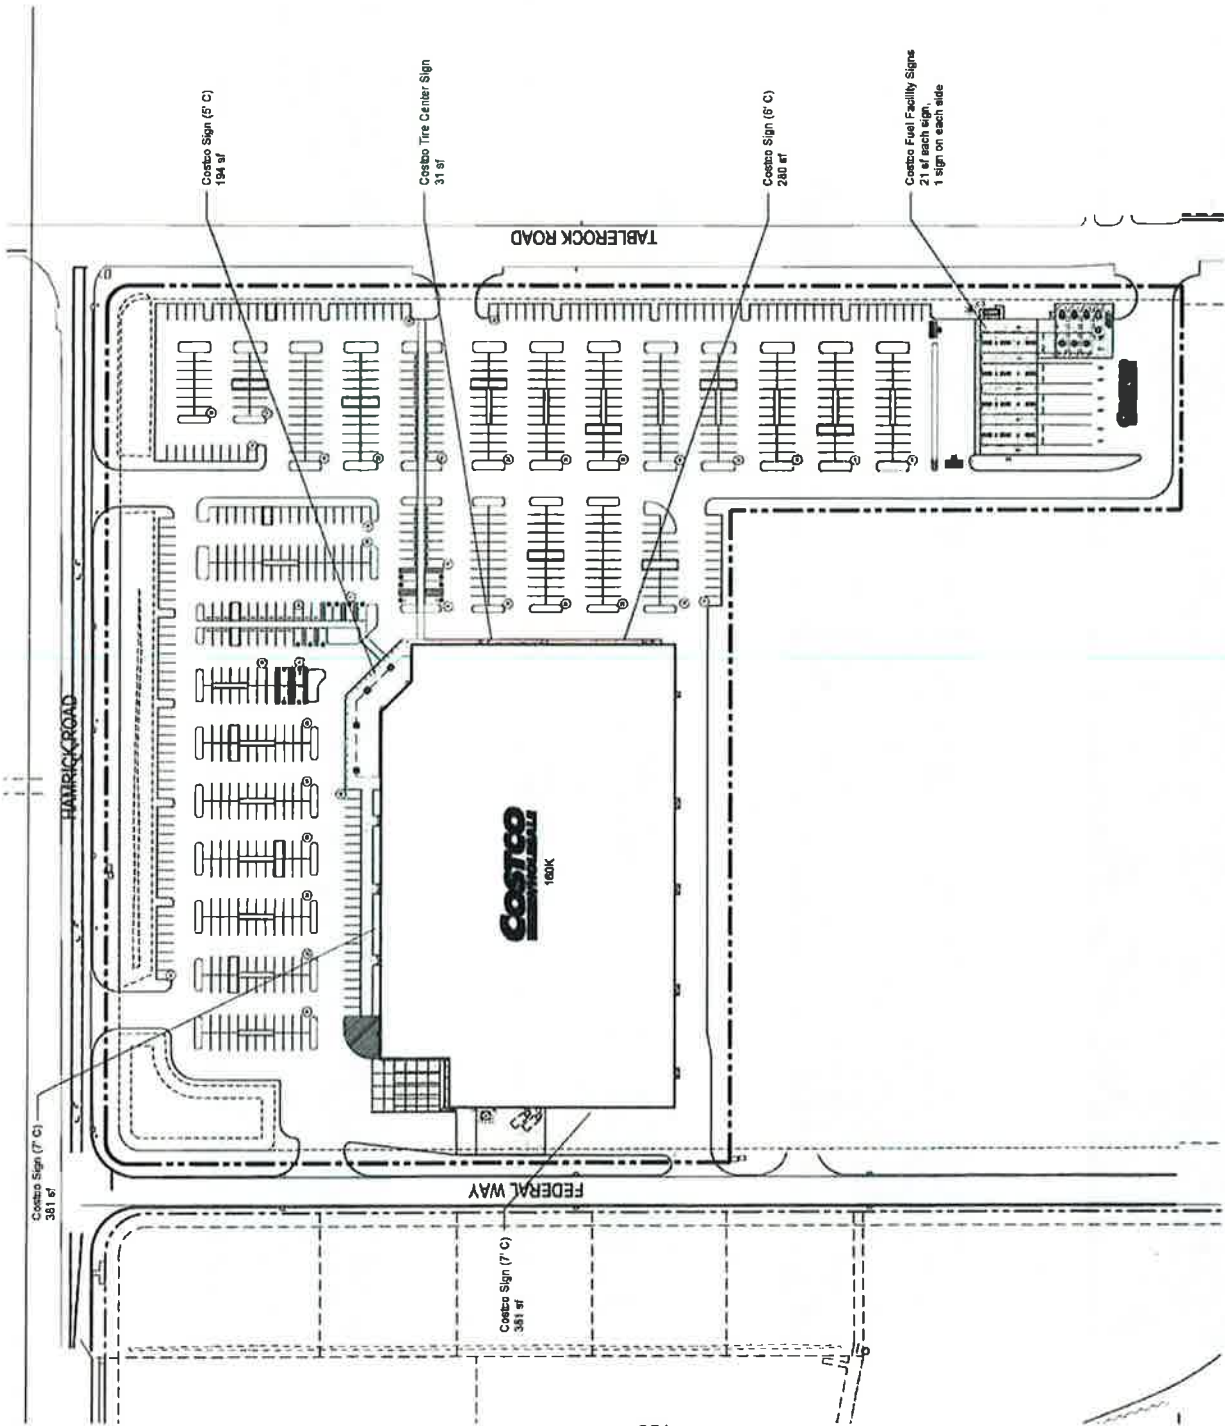 Costco Sign (5' C)
194 sf
Costco Tire Center Sign
31 sf
Costco Sign (6' C)
280 sf
Costco Fuel Facility Signs
21 sf each sign,
1 sign on each side
TABLEROCK ROAD
HAMRICK ROAD
COSTCO
WHOLESALE
160K
Costco Sign (7' C)
381 sf
FEDERAL WAY
Costco Sign (7' C)
381 sf